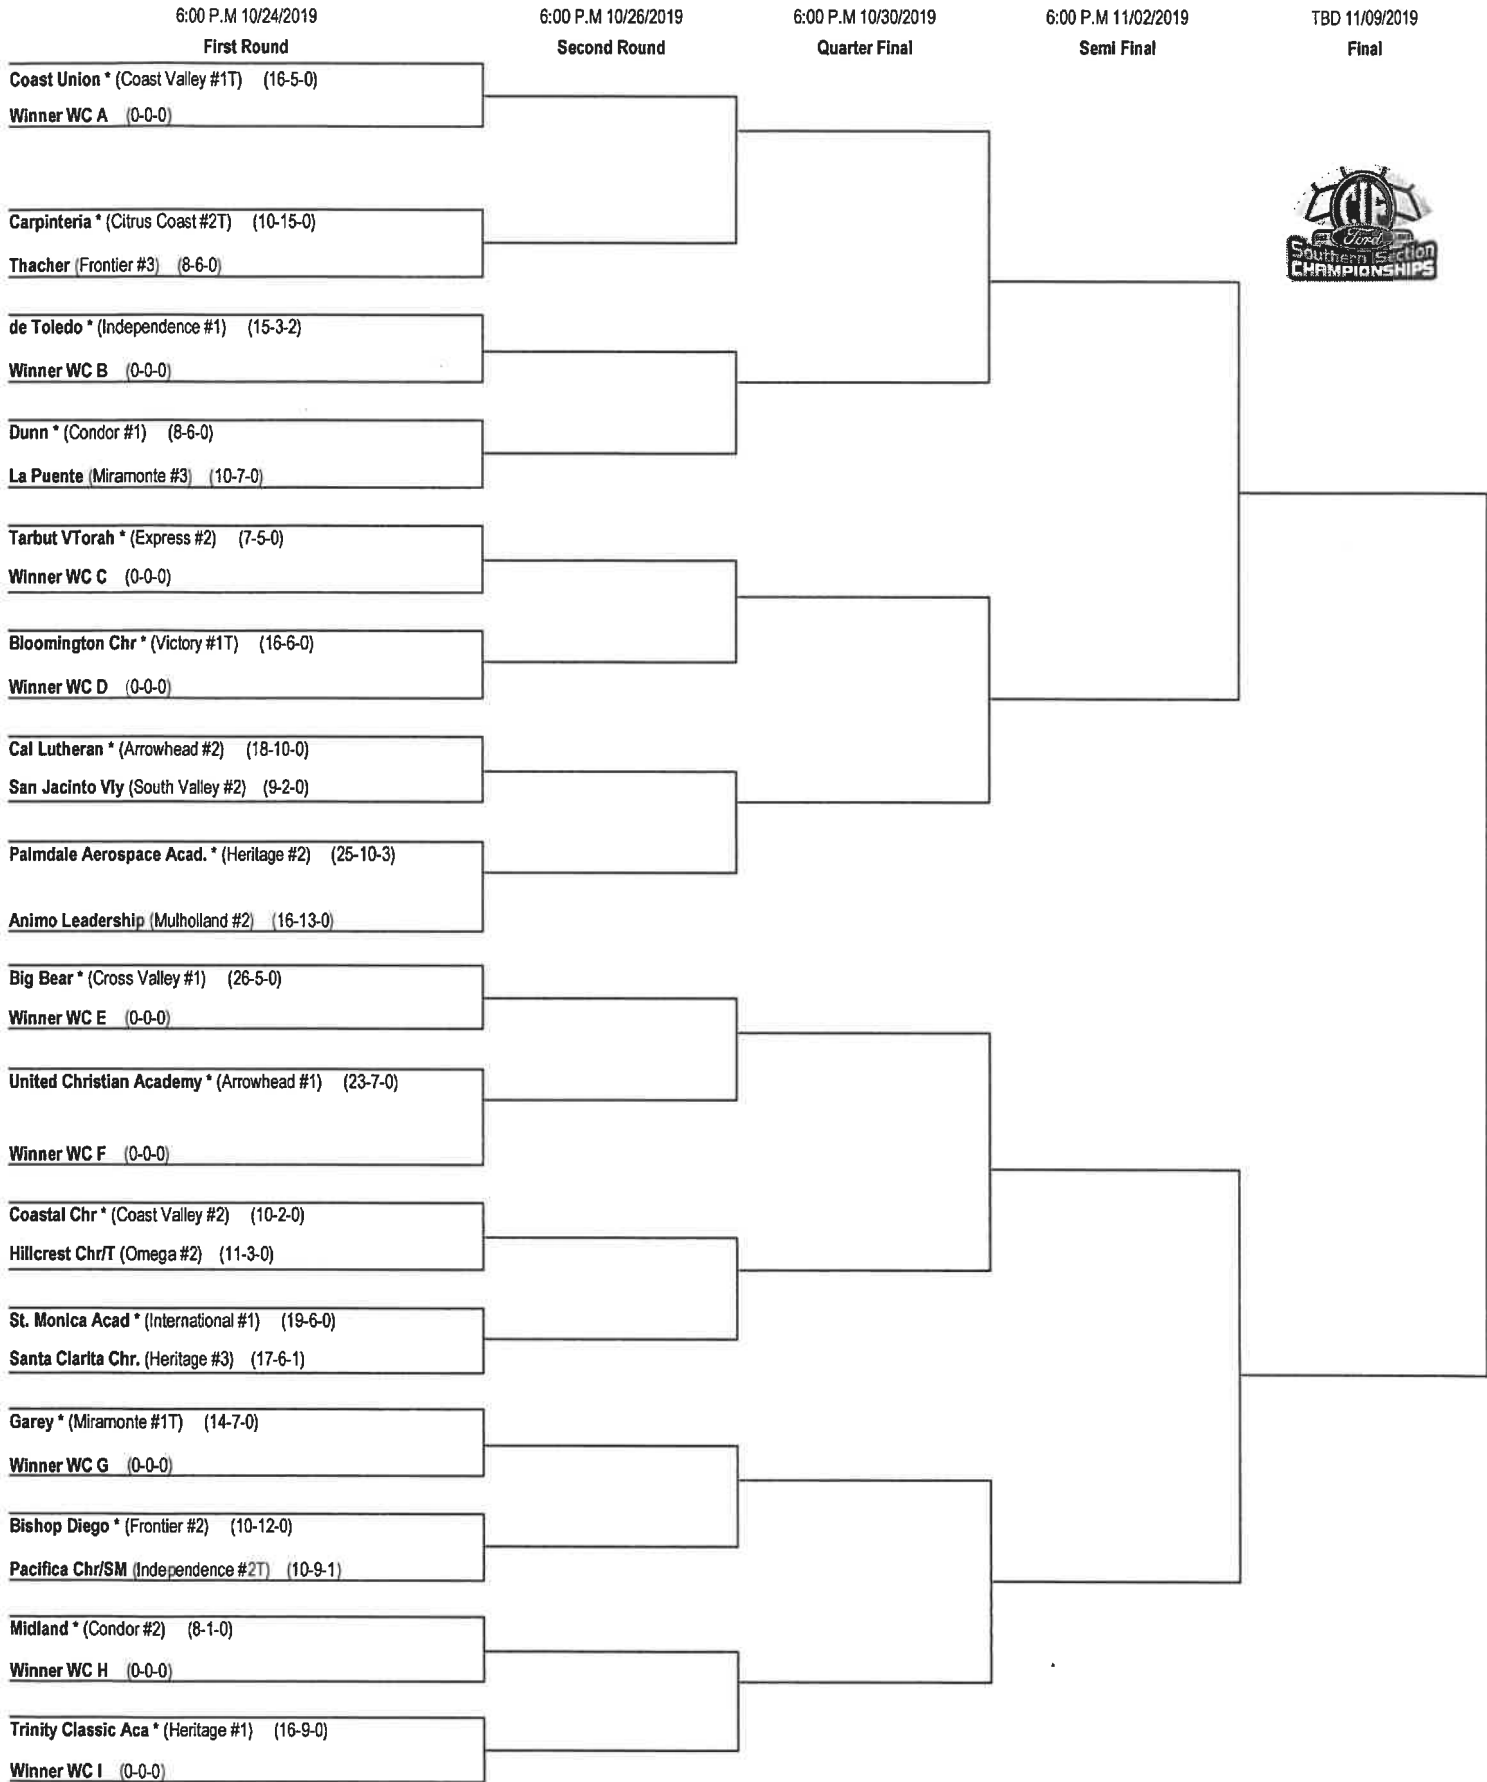 6:00 P.M 10/24/2019 6:00 P.M 10/26/2019 6:00 P.M 10/30/2019 6:00 P.M 11/02/2019 TBD 11/09/2019
First Round Second Round Quarter Final Semi Final Final
Coast Union * (Coast Valley #1T) (16-5-0)
Winner WC A (0-0-0)
Carpinteria * (Citrus Coast #2T) (10-15-0)
Thacher (Frontier #3) (8-6-0)
CIF
Ford
Southern Section
CHAMPIONSHIPS
de Toledo * (Independence #1) (15-3-2)
Winner WC B (0-0-0)
Dunn * (Condor #1) (8-6-0)
La Puente (Miramonte #3) (10-7-0)
Tarbut VTorah * (Express #2) (7-5-0)
Winner WC C (0-0-0)
Bloomington Chr * (Victory #1T) (16-6-0)
Winner WC D (0-0-0)
Cal Lutheran * (Arrowhead #2) (18-10-0)
San Jacinto Vly (South Valley #2) (9-2-0)
Palmdale Aerospace Acad. * (Heritage #2) (25-10-3)
Animo Leadership (Mulholland #2) (16-13-0)
Big Bear * (Cross Valley #1) (26-5-0)
Winner WC E (0-0-0)
United Christian Academy * (Arrowhead #1) (23-7-0)
Winner WC F (0-0-0)
Coastal Chr * (Coast Valley #2) (10-2-0)
Hillcrest Chr/T (Omega #2) (11-3-0)
St. Monica Acad * (International #1) (19-6-0)
Santa Clarita Chr. (Heritage #3) (17-6-1)
Garey * (Miramonte #1T) (14-7-0)
Winner WC G (0-0-0)
Bishop Diego * (Frontier #2) (10-12-0)
Pacifica Chr/SM (Independence #2T) (10-9-1)
Midland * (Condor #2) (8-1-0)
Winner WC H (0-0-0)
Trinity Classic Aca * (Heritage #1) (16-9-0)
Winner WC I (0-0-0)